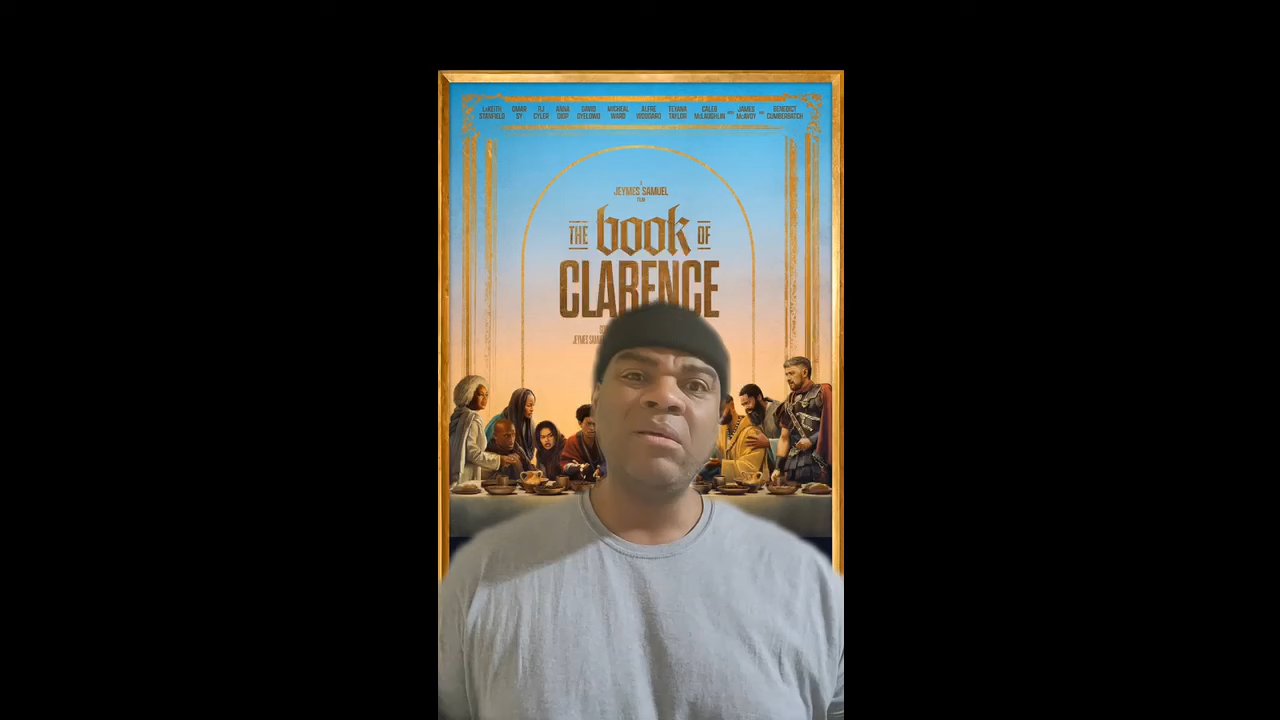 LaKEITH OMAR RJ ANNA DAVID MICHEAL ALFRE TEYANA CALEB JAMES BENEDICT
STANFIELD SY CYLER DIOP OYELOWO WARD WOODARD TAYLOR McLAUGHLIN McAVOY CUMBERBATCH
A
JEYMES SAMUEL
FILM
THE book OF
CLARENCE